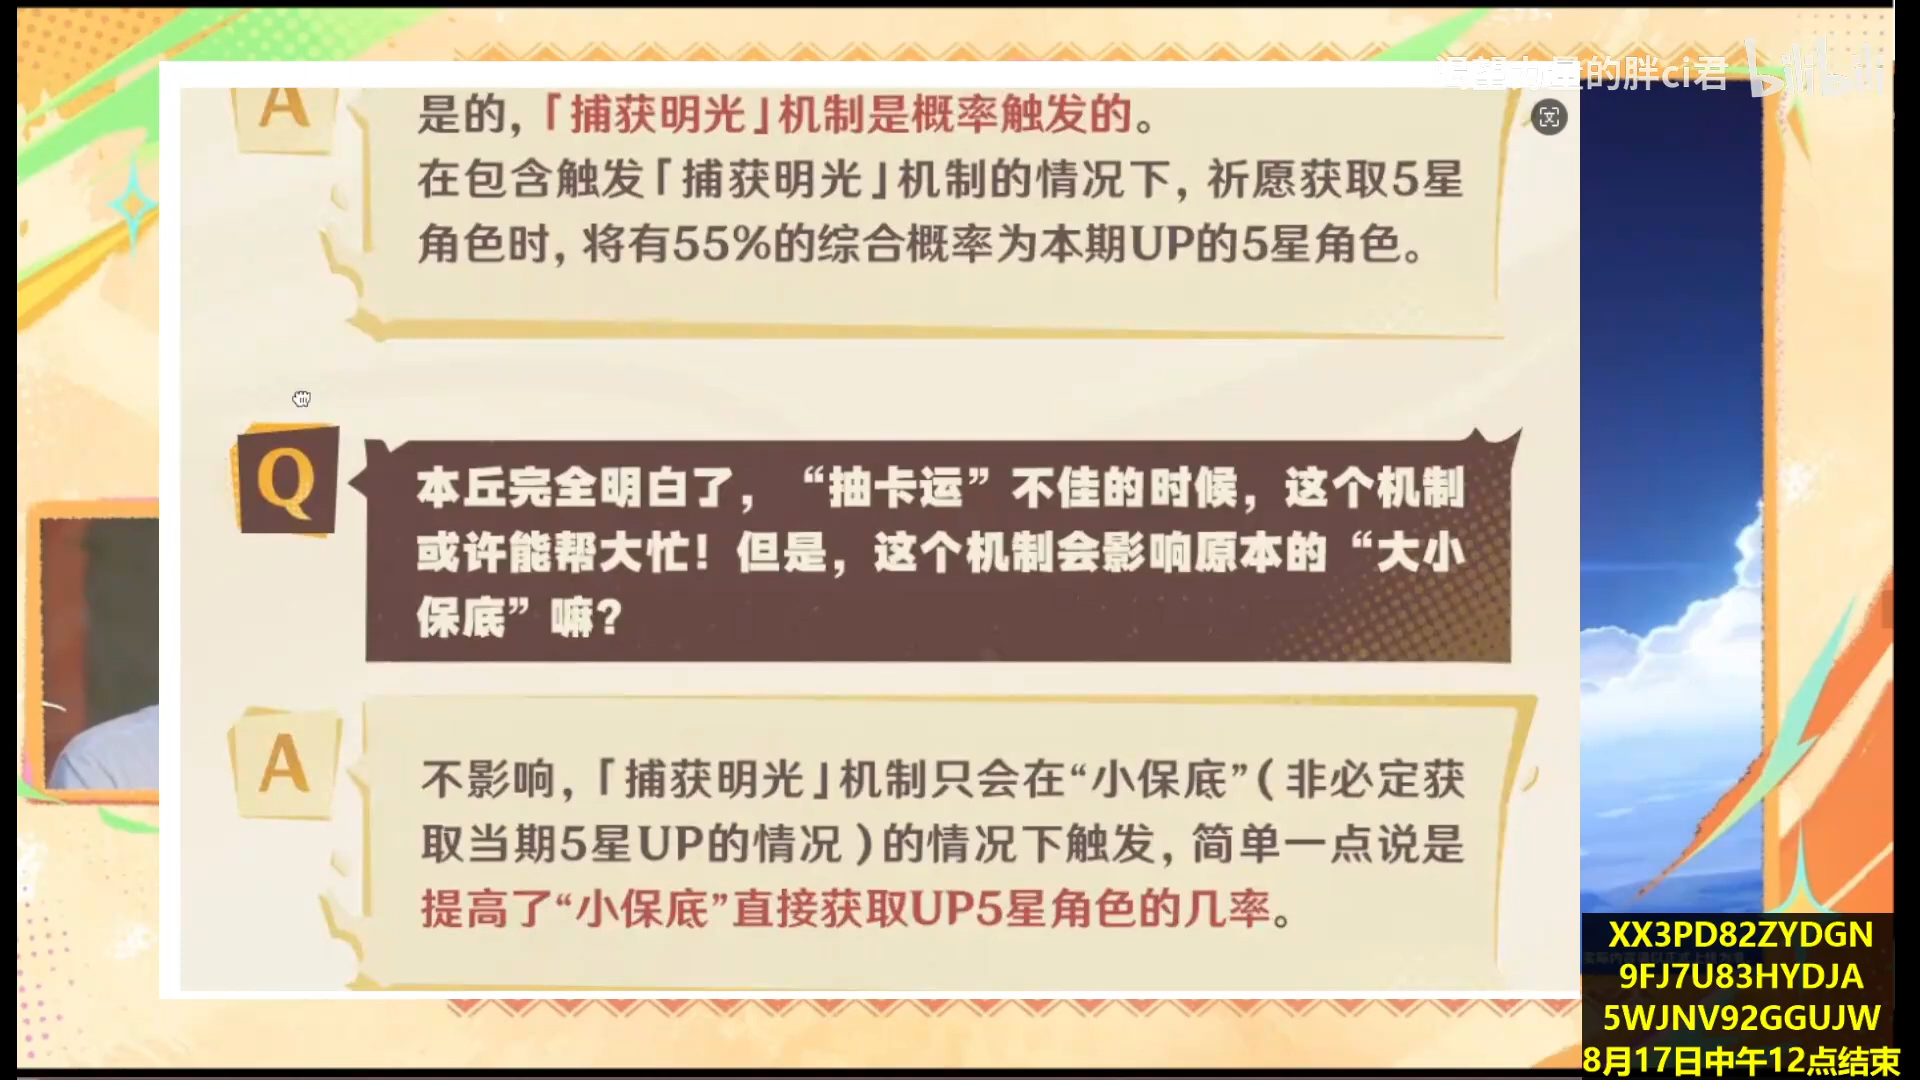 的胖ci君 bilibili
A
是的，「捕获明光」机制是概率触发的。
在包含触发「捕获明光」机制的情况下，祈愿获取5星
角色时，将有55%的综合概率为本期UP的5星角色。
Q
本丘完全明白了，“抽卡运”不佳的时候，这个机制
或许能帮大忙！但是，这个机制会影响原本的“大小
保底”嘛？
A
不影响，「捕获明光」机制只会在“小保底”（非必定获
取当期5星UP的情况）的情况下触发，简单一点说是
提高了“小保底”直接获取UP5星角色的几率。
XX3PD82ZYDGN
9FJ7U83HYDJA
5WJNV92GGUJW
8月17日中午12点结束